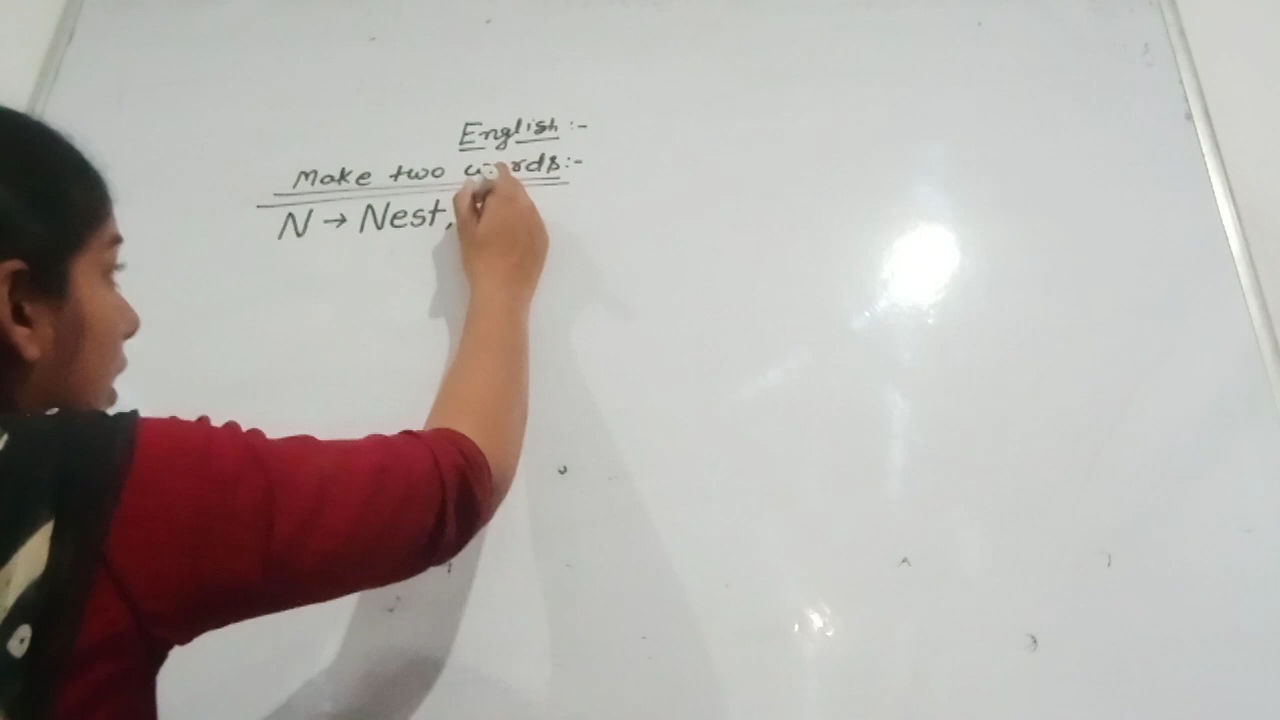 English :-
Make two words:-
N → Nest,